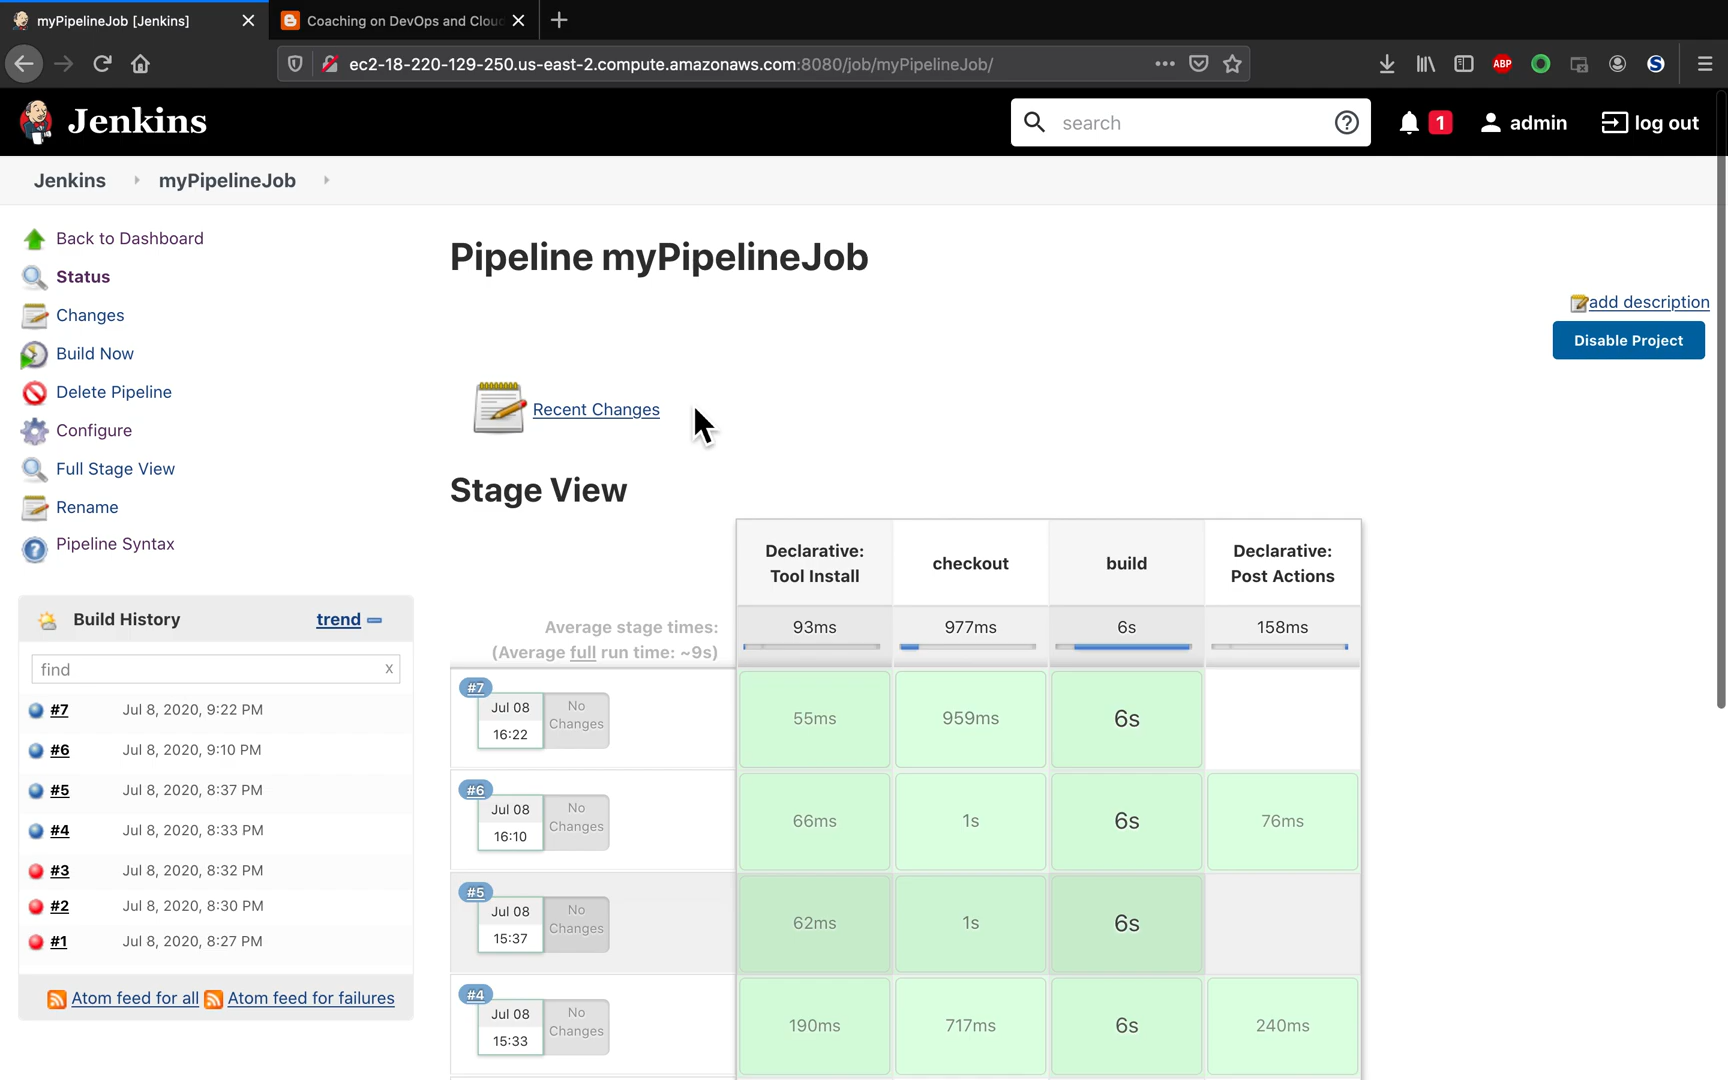 myPipelineJob [Jenkins]
Coaching on DevOps and Clou
ec2-18-220-129-250.us-east-2.compute.amazonaws.com:8080/job/myPipelineJob/
ABP
S
Jenkins
search
?
1
admin
log out
Jenkins
myPipelineJob
Back to Dashboard
Status
Changes
Build Now
Delete Pipeline
Configure
Full Stage View
Rename
Pipeline Syntax
Build History
trend
find
x
#7 Jul 8, 2020, 9:22 PM
#6 Jul 8, 2020, 9:10 PM
#5 Jul 8, 2020, 8:37 PM
#4 Jul 8, 2020, 8:33 PM
#3 Jul 8, 2020, 8:32 PM
#2 Jul 8, 2020, 8:30 PM
#1 Jul 8, 2020, 8:27 PM
Atom feed for all
Atom feed for failures
Pipeline myPipelineJob
add description
Disable Project
Recent Changes
Stage View
Declarative:
Tool Install
checkout
build
Declarative:
Post Actions
Average stage times:
(Average full run time: ~9s)
93ms
977ms
6s
158ms
#7
Jul 08
16:22
No
Changes
55ms
959ms
6s
#6
Jul 08
16:10
No
Changes
66ms
1s
6s
76ms
#5
Jul 08
15:37
No
Changes
62ms
1s
6s
#4
Jul 08
15:33
No
Changes
190ms
717ms
6s
240ms